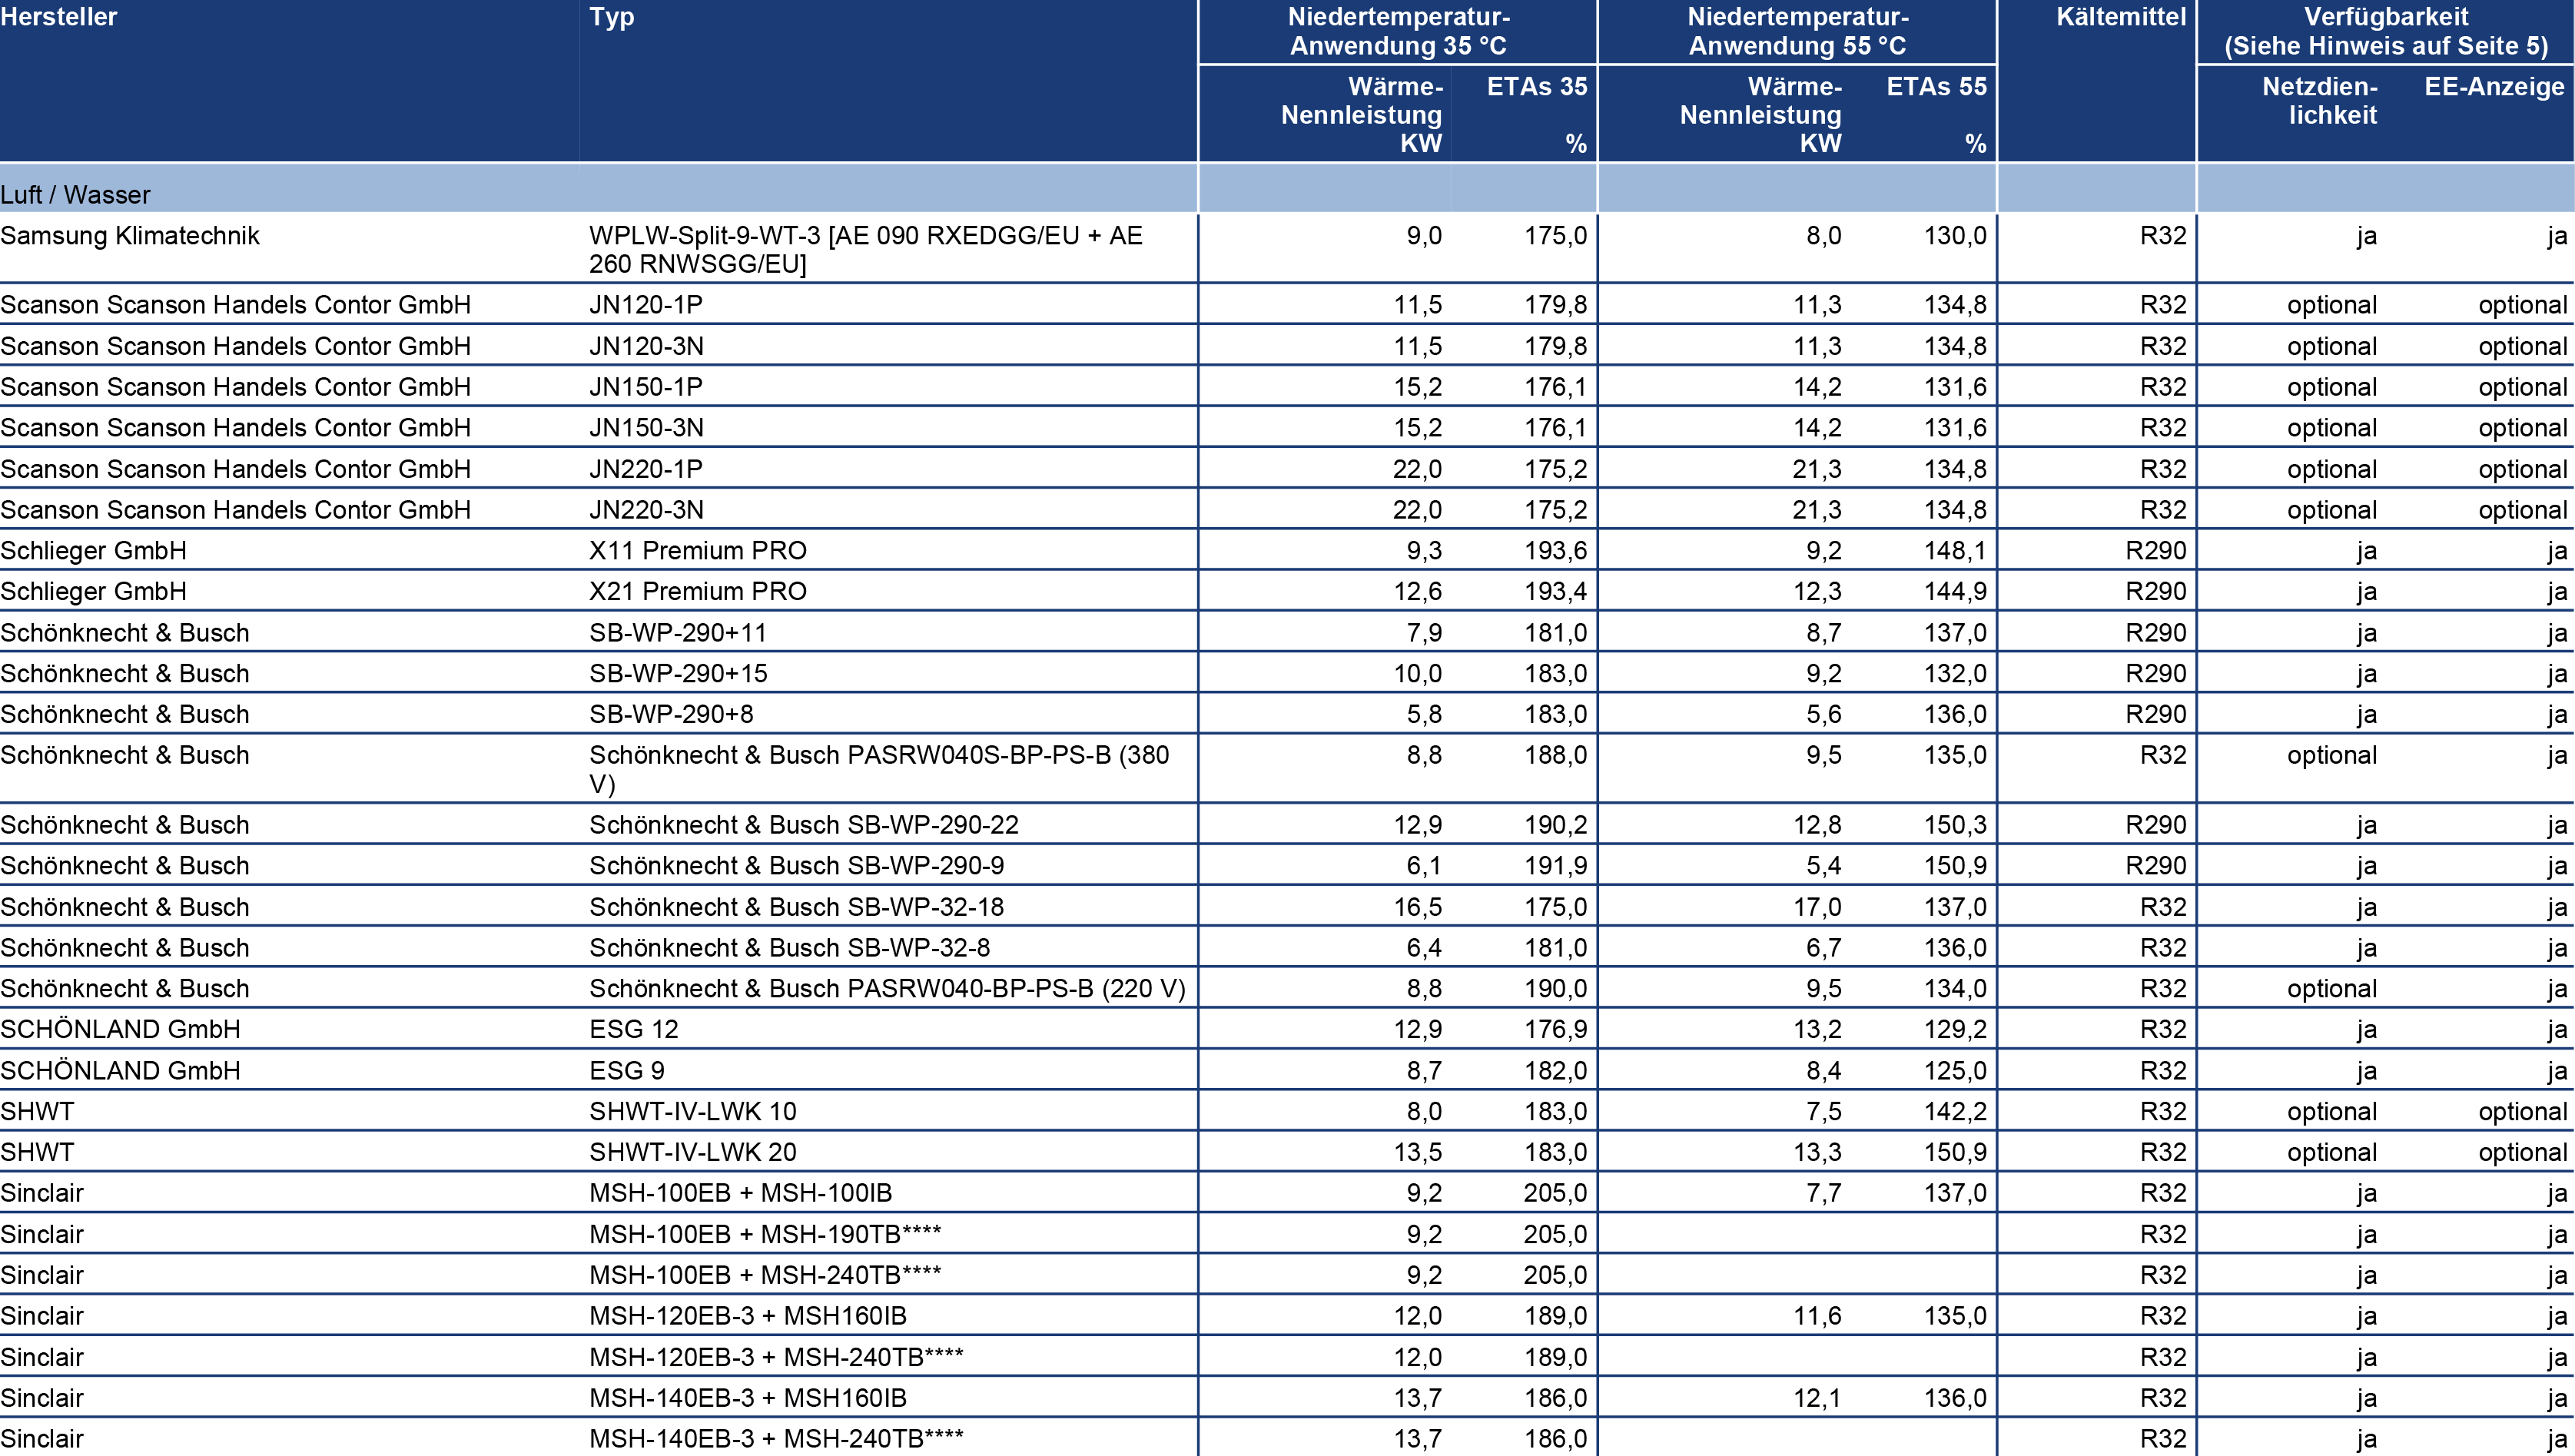 Hersteller Typ Niedertemperatur-Anwendung 35 °C Niedertemperatur-Anwendung 55 °C Kältemittel Verfügbarkeit (Siehe Hinweis auf Seite 5)
Wärme-Nennleistung KW ETAs 35 % Wärme-Nennleistung KW ETAs 55 % Netzdien-lichkeit EE-Anzeige
Luft / Wasser
Samsung Klimatechnik WPLW-Split-9-WT-3 [AE 090 RXEDGG/EU + AE 9,0 175,0 8,0 130,0 R32 ja ja
260 RNWSGG/EU]
Scanson Scanson Handels Contor GmbH JN120-1P 11,5 179,8 11,3 134,8 R32 optional optional
Scanson Scanson Handels Contor GmbH JN120-3N 11,5 179,8 11,3 134,8 R32 optional optional
Scanson Scanson Handels Contor GmbH JN150-1P 15,2 176,1 14,2 131,6 R32 optional optional
Scanson Scanson Handels Contor GmbH JN150-3N 15,2 176,1 14,2 131,6 R32 optional optional
Scanson Scanson Handels Contor GmbH JN220-1P 22,0 175,2 21,3 134,8 R32 optional optional
Scanson Scanson Handels Contor GmbH JN220-3N 22,0 175,2 21,3 134,8 R32 optional optional
Schlieger GmbH X11 Premium PRO 9,3 193,6 9,2 148,1 R290 ja ja
Schlieger GmbH X21 Premium PRO 12,6 193,4 12,3 144,9 R290 ja ja
Schönknecht & Busch SB-WP-290+11 7,9 181,0 8,7 137,0 R290 ja ja
Schönknecht & Busch SB-WP-290+15 10,0 183,0 9,2 132,0 R290 ja ja
Schönknecht & Busch SB-WP-290+8 5,8 183,0 5,6 136,0 R290 ja ja
Schönknecht & Busch Schönknecht & Busch PASRW040S-BP-PS-B (380 8,8 188,0 9,5 135,0 R32 optional ja
V)
Schönknecht & Busch Schönknecht & Busch SB-WP-290-22 12,9 190,2 12,8 150,3 R290 ja ja
Schönknecht & Busch Schönknecht & Busch SB-WP-290-9 6,1 191,9 5,4 150,9 R290 ja ja
Schönknecht & Busch Schönknecht & Busch SB-WP-32-18 16,5 175,0 17,0 137,0 R32 ja ja
Schönknecht & Busch Schönknecht & Busch SB-WP-32-8 6,4 181,0 6,7 136,0 R32 ja ja
Schönknecht & Busch Schönknecht & Busch PASRW040-BP-PS-B (220 V) 8,8 190,0 9,5 134,0 R32 optional ja
SCHÖNLAND GmbH ESG 12 12,9 176,9 13,2 129,2 R32 ja ja
SCHÖNLAND GmbH ESG 9 8,7 182,0 8,4 125,0 R32 ja ja
SHWT SHWT-IV-LWK 10 8,0 183,0 7,5 142,2 R32 optional optional
SHWT SHWT-IV-LWK 20 13,5 183,0 13,3 150,9 R32 optional optional
Sinclair MSH-100EB + MSH-100IB 9,2 205,0 7,7 137,0 R32 ja ja
Sinclair MSH-100EB + MSH-190TB**** 9,2 205,0 R32 ja ja
Sinclair MSH-100EB + MSH-240TB**** 9,2 205,0 R32 ja ja
Sinclair MSH-120EB-3 + MSH160IB 12,0 189,0 11,6 135,0 R32 ja ja
Sinclair MSH-120EB-3 + MSH-240TB**** 12,0 189,0 R32 ja ja
Sinclair MSH-140EB-3 + MSH160IB 13,7 186,0 12,1 136,0 R32 ja ja
Sinclair MSH-140EB-3 + MSH-240TB**** 13,7 186,0 R32 ja ja